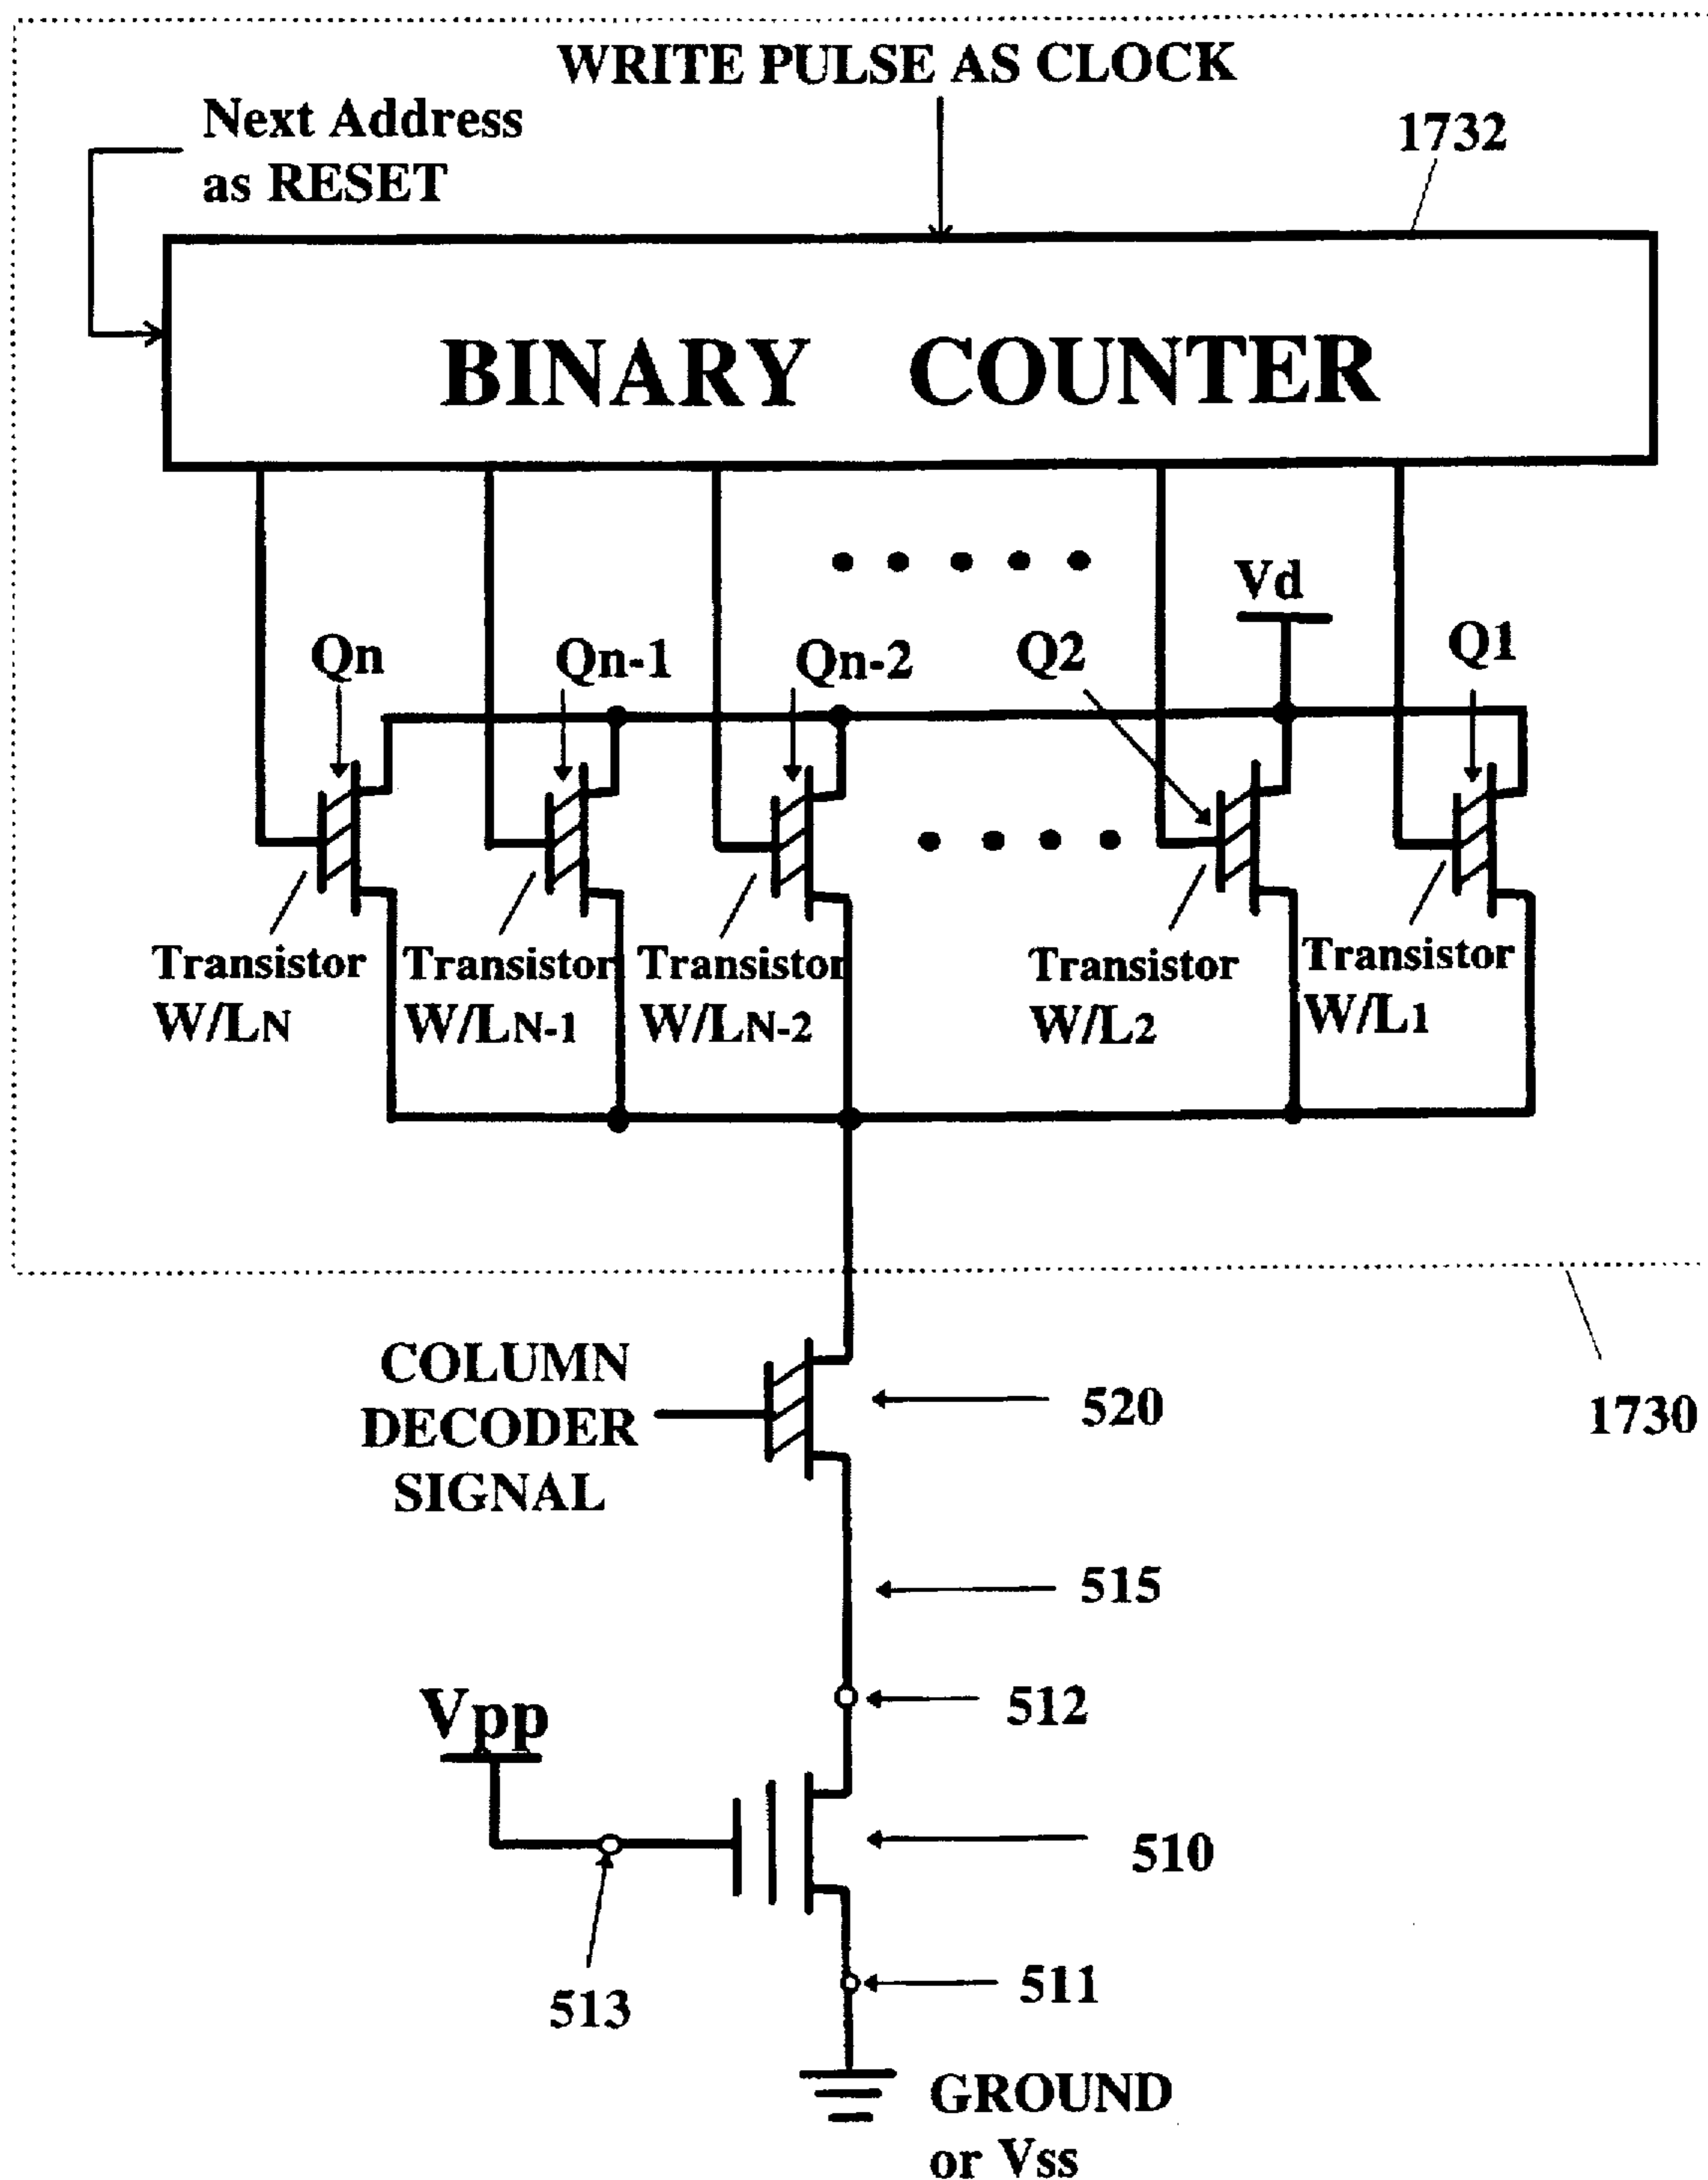 WRITE PULSE AS CLOCK
Next Address
as RESET
1732
BINARY COUNTER
Vd
Qn
Qn-1
Qn-2
Q2
Q1
Transistor
W/LN
Transistor
W/LN-1
Transistor
W/LN-2
Transistor
W/L2
Transistor
W/L1
COLUMN
DECODER
SIGNAL
520
1730
515
512
Vpp
510
513
511
GROUND
or Vss